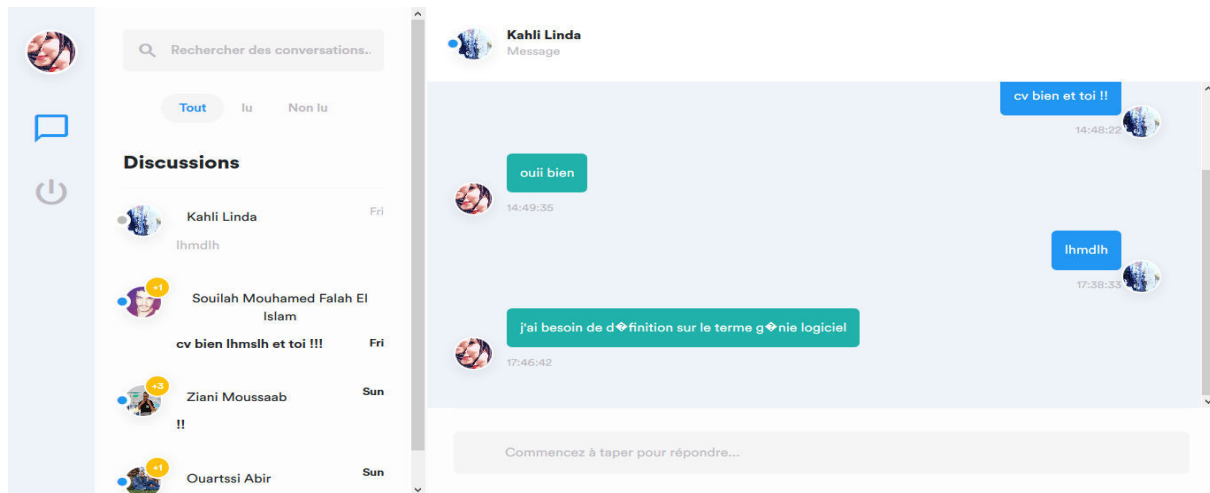 Rechercher des conversations..
Tout
lu
Non lu
Discussions
Kahli Linda
Fri
lhmdlh
+1
Souilah Mouhamed Falah El
Islam
cv bien lhmslh et toi !!!
Fri
+3
Ziani Moussaab
Sun
!!
+1
Ouartssi Abir
Sun
Kahli Linda
Message
cv bien et toi !!
14:48:22
ouii bien
14:49:35
lhmdlh
17:38:33
j'ai besoin de d�finition sur le terme g�nie logiciel
17:46:42
Commencez à taper pour répondre...